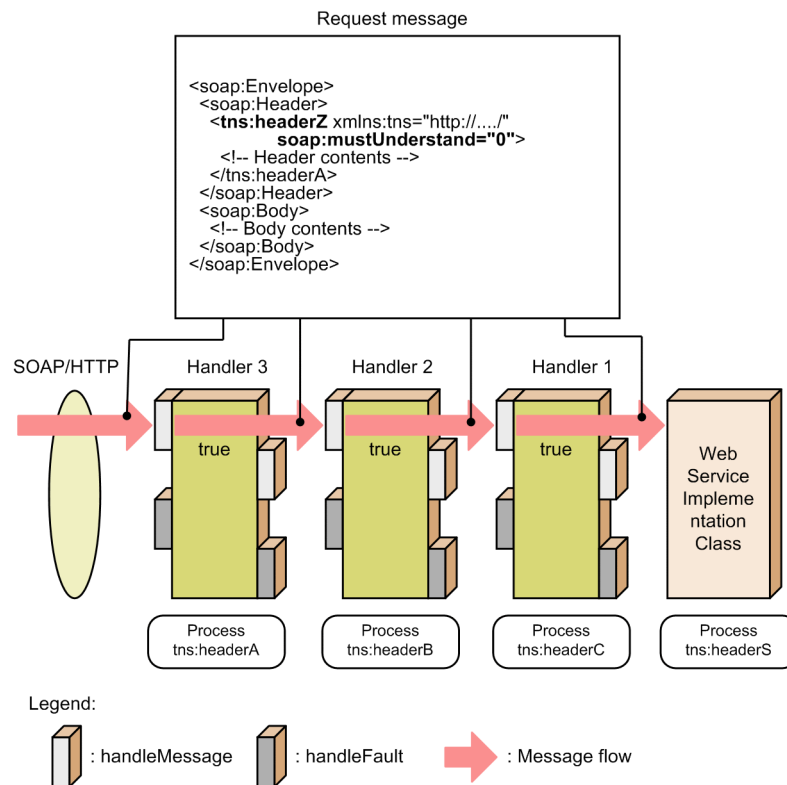 Request message
<soap:Envelope>
<soap:Header>
<tns:headerZ xmlns:tns="http://..../"
soap:mustUnderstand="0">
<!-- Header contents -->
</tns:headerA>
</soap:Header>
<soap:Body>
<!-- Body contents -->
</soap:Body>
</soap:Envelope>
SOAP/HTTP
Handler 3
Handler 2
Handler 1
true
true
true
Web
Service
Impleme
ntation
Class
Process
tns:headerA
Process
tns:headerB
Process
tns:headerC
Process
tns:headerS
Legend:
: handleMessage
: handleFault
: Message flow